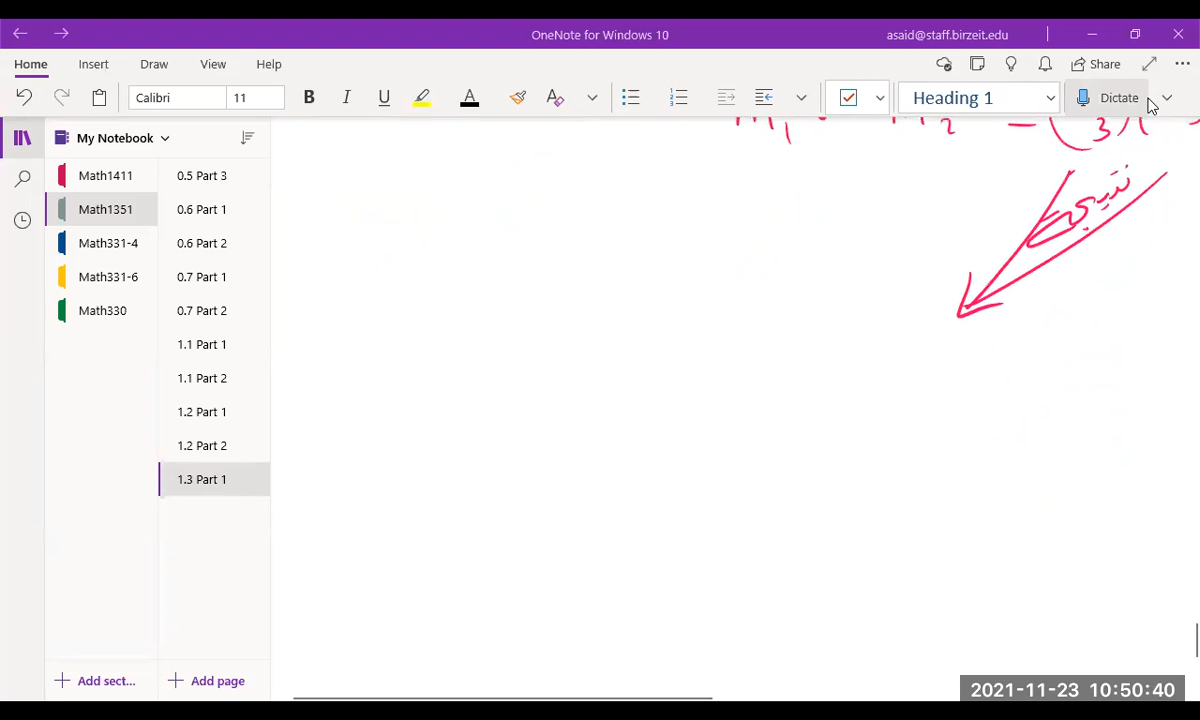 OneNote for Windows 10
asaid@staff.birzeit.edu
Home Insert Draw View Help
Share
Calibri 11 B I U A A Heading 1 Dictate
My Notebook
Math1411
Math1351
Math331-4
Math331-6
Math330
0.5 Part 3
0.6 Part 1
0.6 Part 2
0.7 Part 1
0.7 Part 2
1.1 Part 1
1.1 Part 2
1.2 Part 1
1.2 Part 2
1.3 Part 1
Add sect...
Add page
2021-11-23 10:50:40